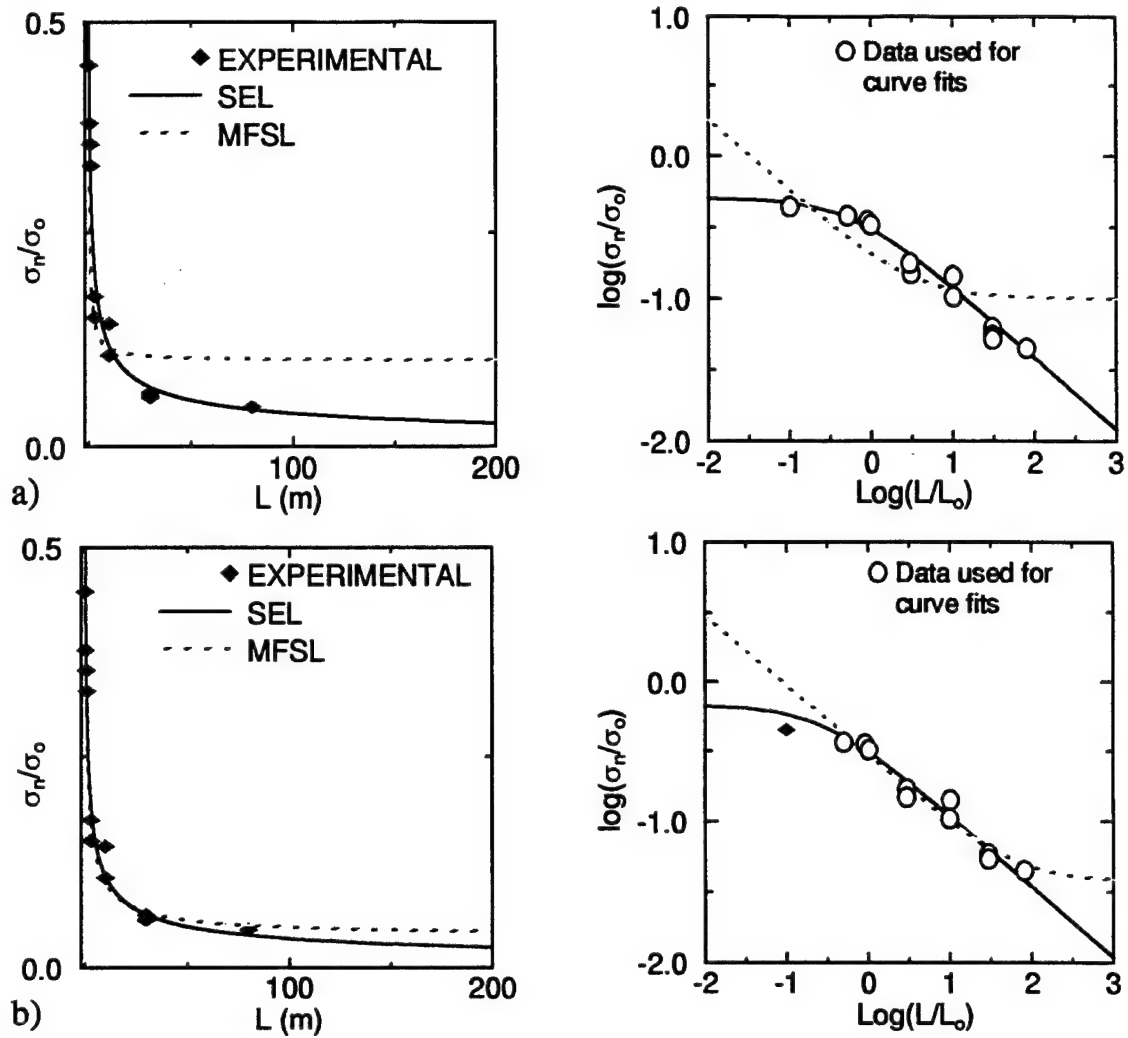 0.5
◆ EXPERIMENTAL
SEL
MFSL
σn/σo
0.0
100
200
L (m)
a)
1.0
Data used for
curve fits
0.0
log(σn/σo)
-1.0
-2.0
-2
-1
0
1
2
3
Log(L/Lo)
0.5
◆ EXPERIMENTAL
SEL
MFSL
σn/σo
0.0
100
200
L (m)
b)
1.0
Data used for
curve fits
0.0
log(σn/σo)
-1.0
-2.0
-2
-1
0
1
2
3
Log(L/Lo)